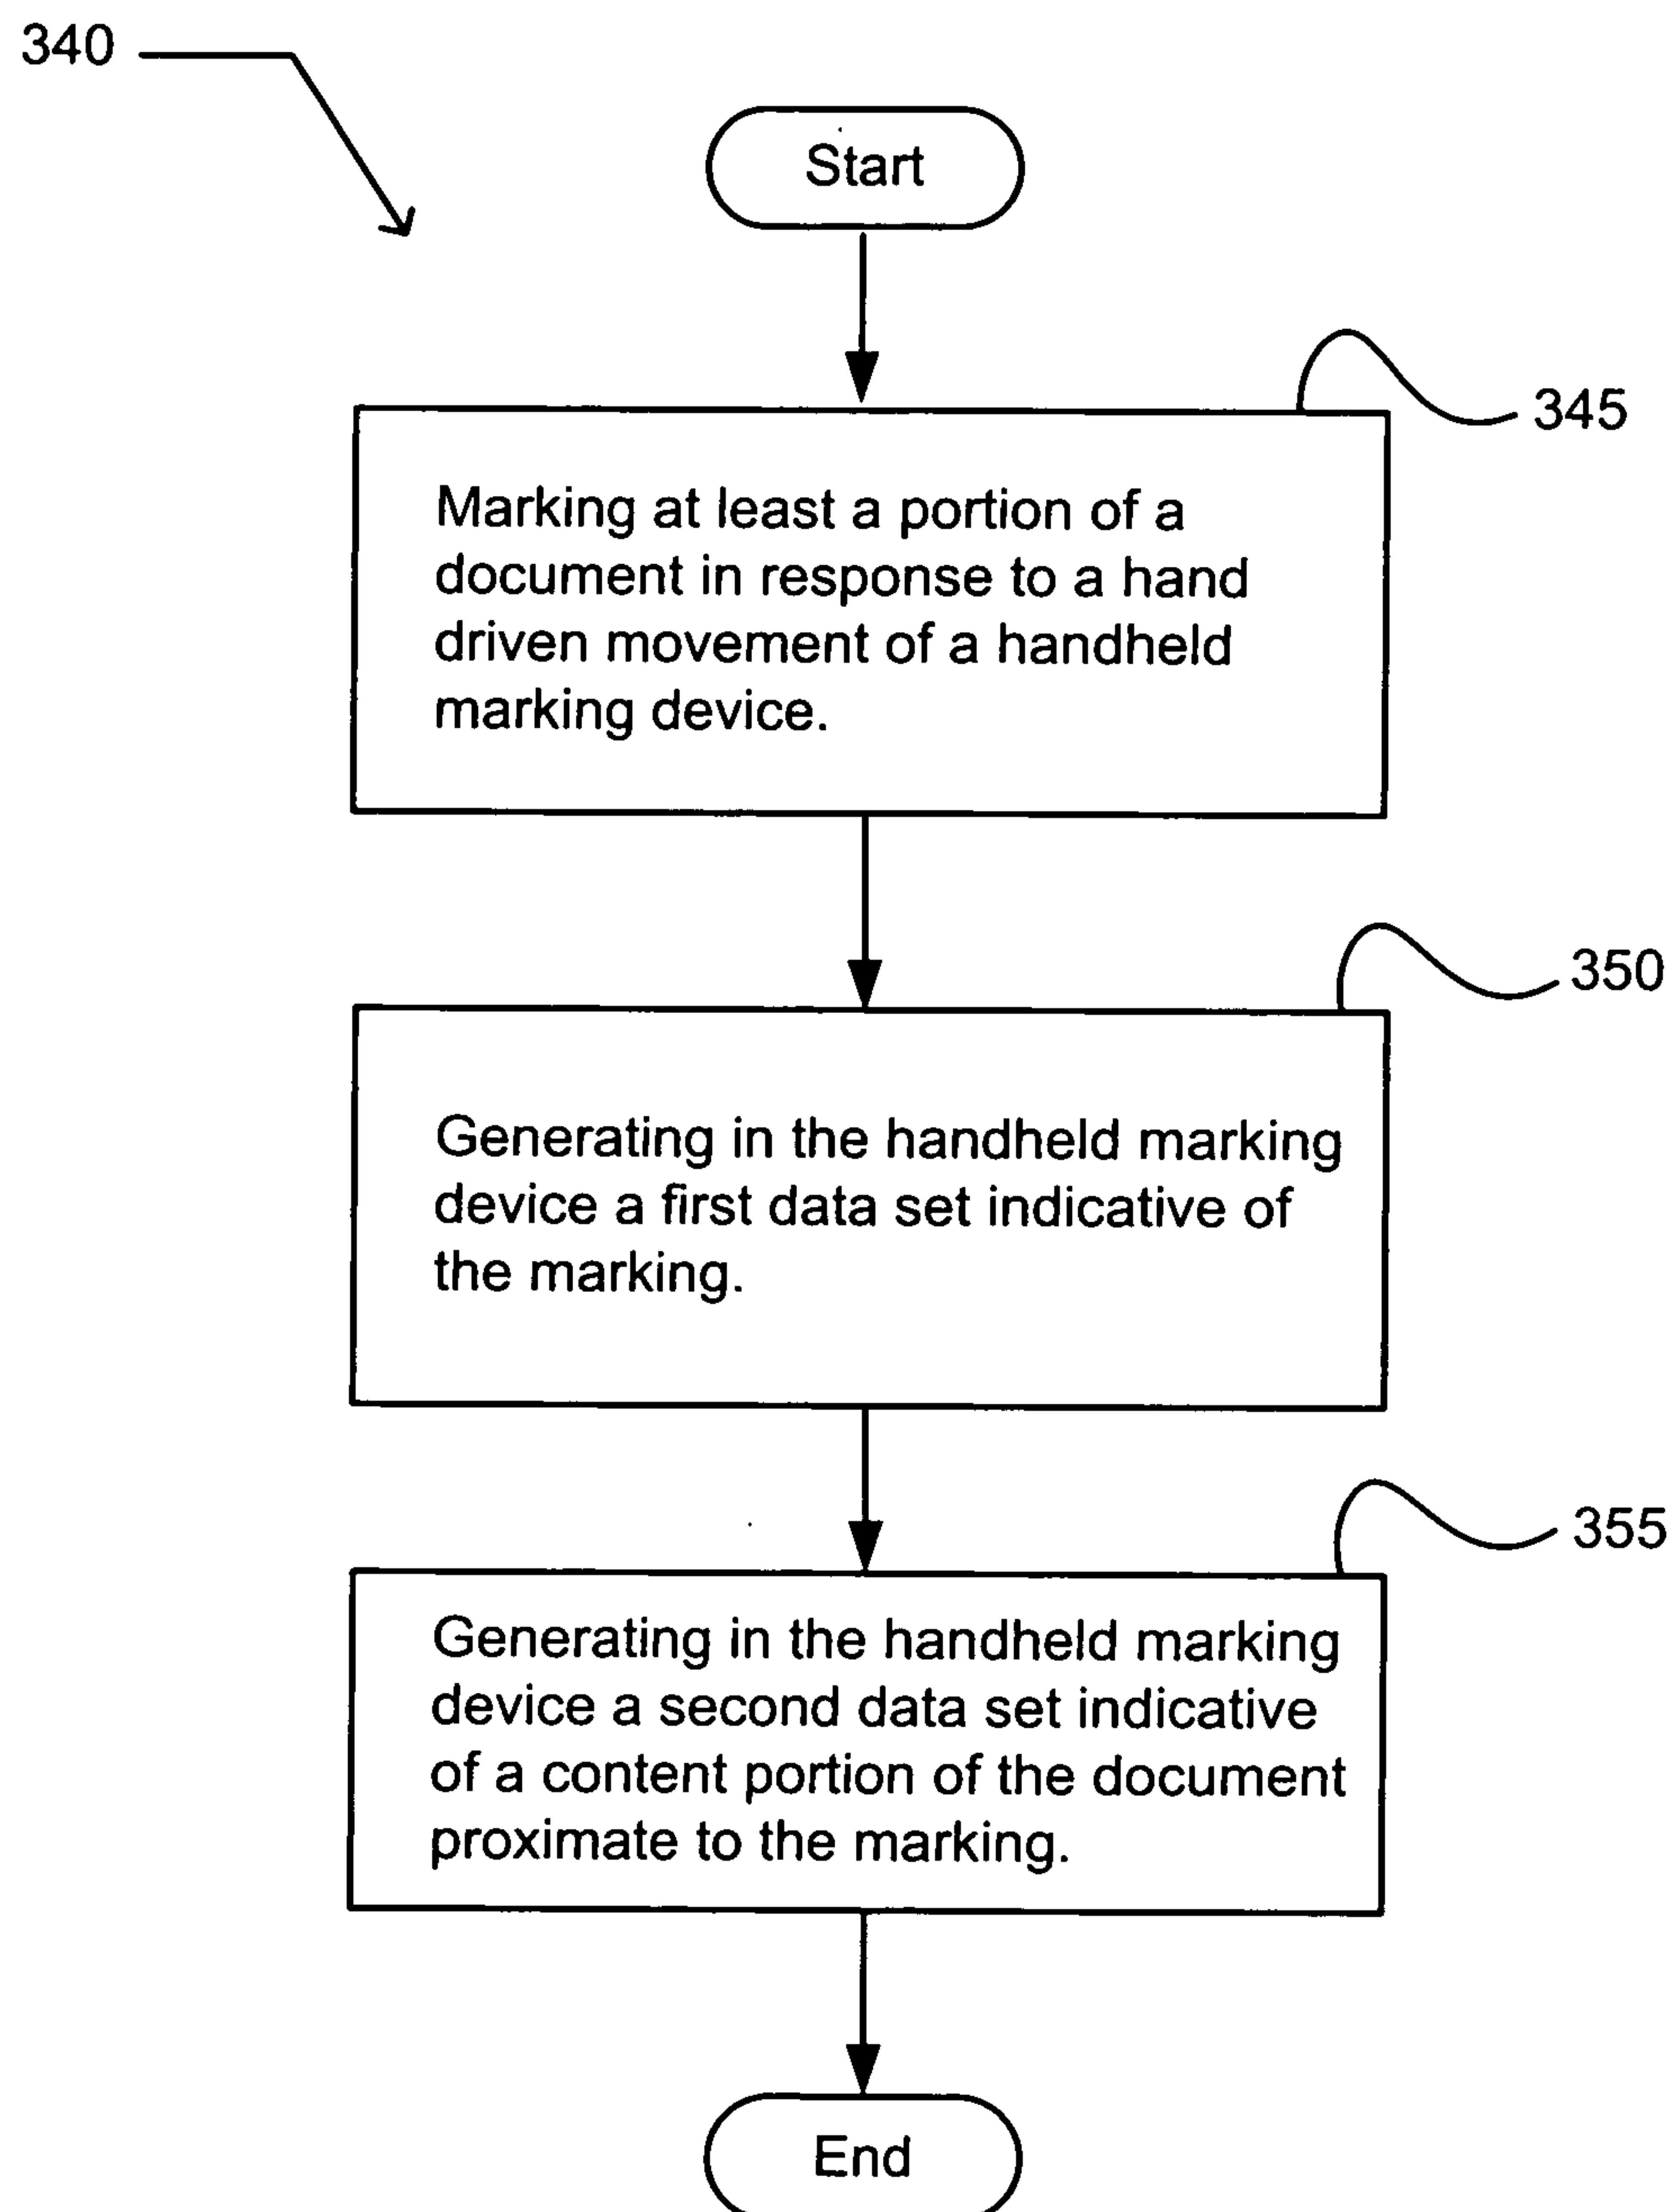 340
Start
345
Marking at least a portion of a
document in response to a hand
driven movement of a handheld
marking device.
350
Generating in the handheld marking
device a first data set indicative of
the marking.
355
Generating in the handheld marking
device a second data set indicative
of a content portion of the document
proximate to the marking.
End